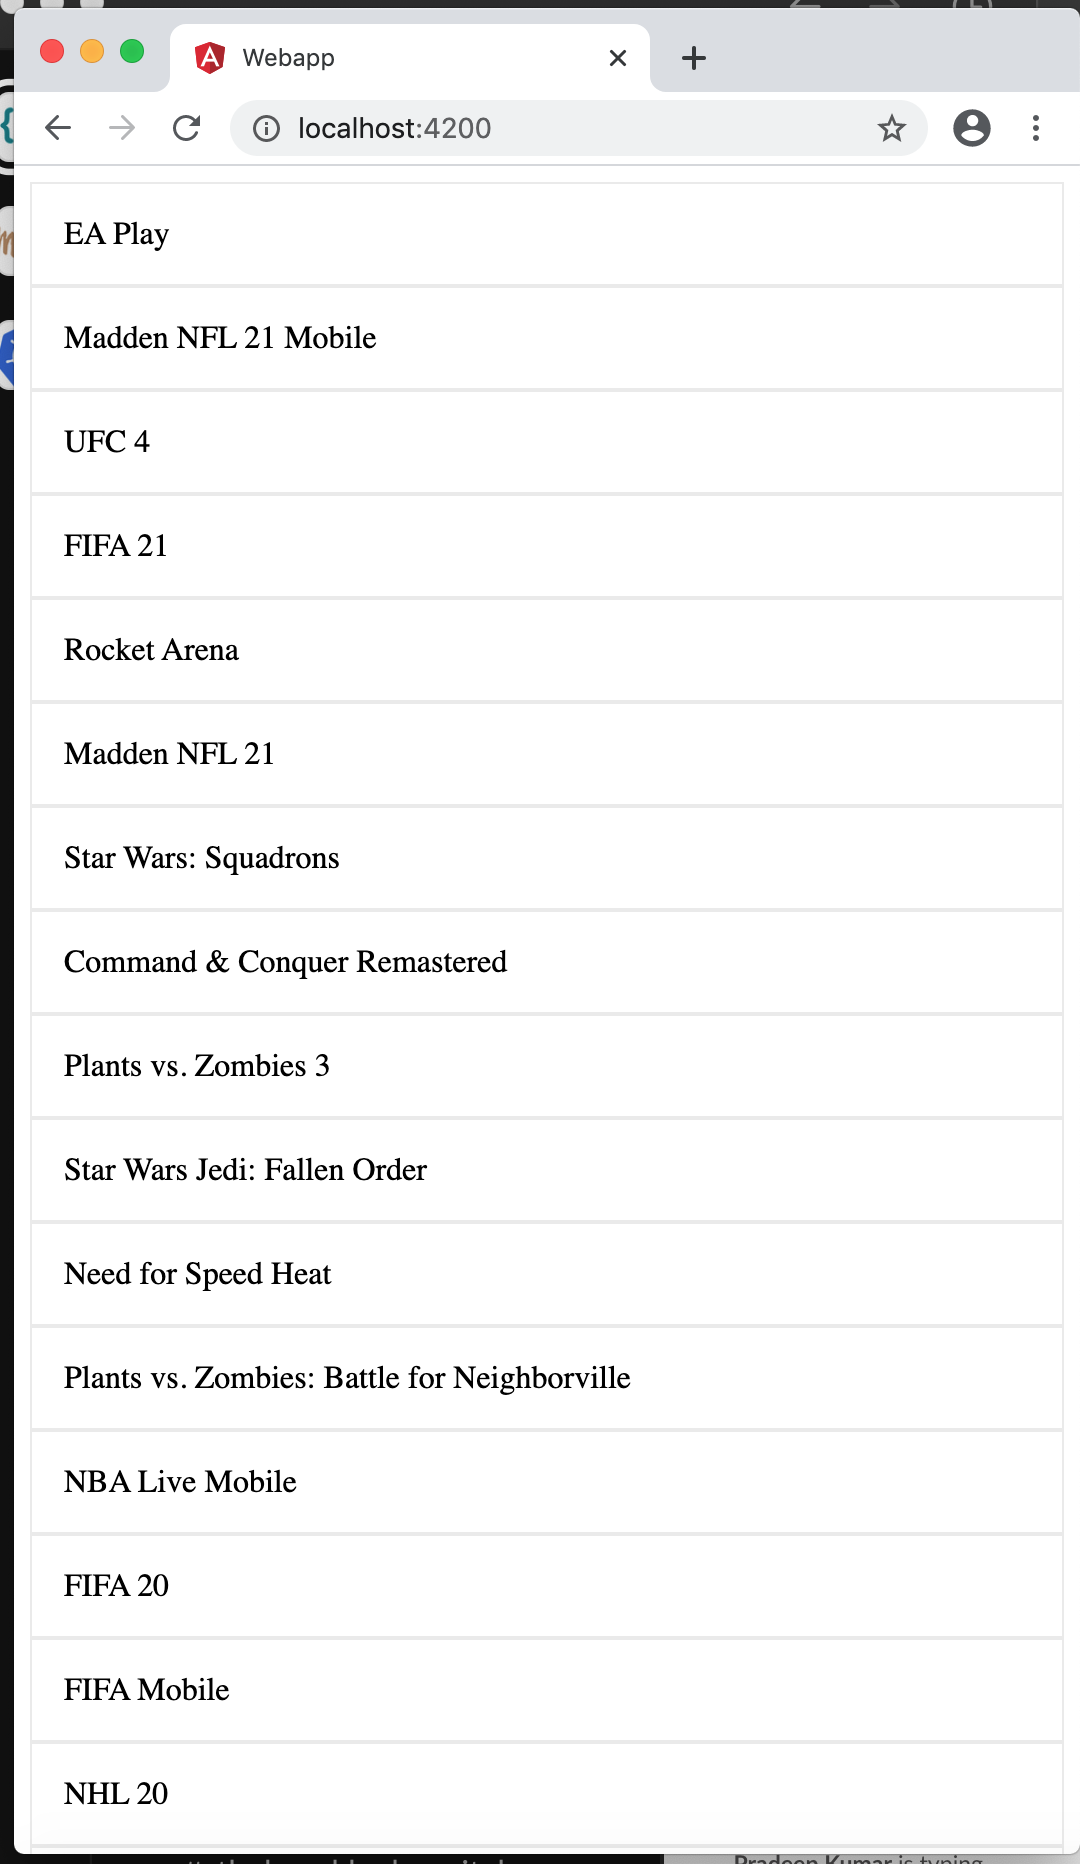 Webapp
localhost:4200
EA Play
Madden NFL 21 Mobile
UFC 4
FIFA 21
Rocket Arena
Madden NFL 21
Star Wars: Squadrons
Command & Conquer Remastered
Plants vs. Zombies 3
Star Wars Jedi: Fallen Order
Need for Speed Heat
Plants vs. Zombies: Battle for Neighborville
NBA Live Mobile
FIFA 20
FIFA Mobile
NHL 20
Pradeep Kumar is typing